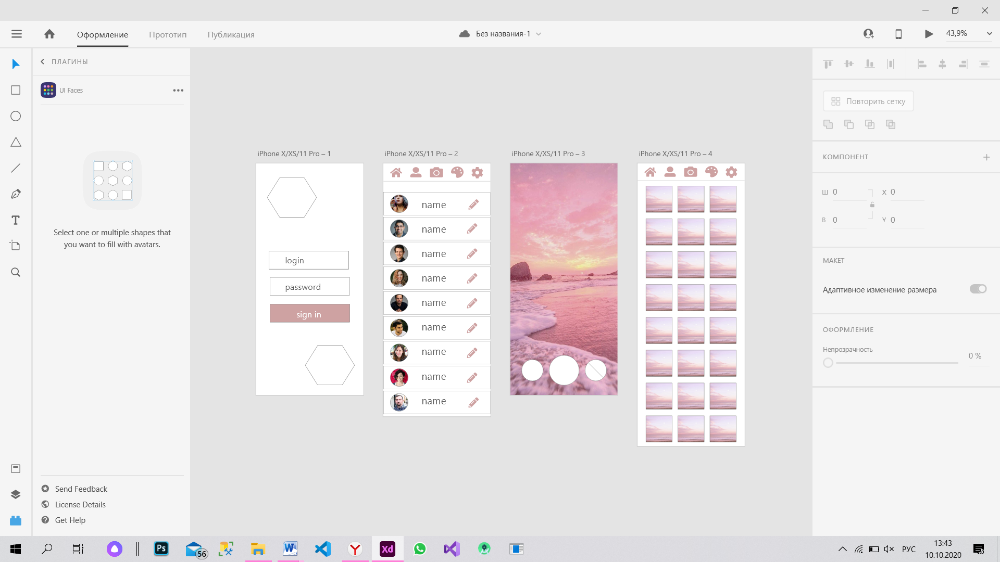 Оформление
Прототип
Публикация
Без названия-1
43,9%
ПЛАГИНЫ
UI Faces
Select one or multiple shapes that
you want to fill with avatars.
Send Feedback
License Details
Get Help
iPhone X/XS/11 Pro – 1
login
password
sign in
iPhone X/XS/11 Pro – 2
name
name
name
name
name
name
name
name
name
iPhone X/XS/11 Pro – 3
iPhone X/XS/11 Pro – 4
Повторить сетку
КОМПОНЕНТ
Ш 0
X 0
В 0
Y 0
МАКЕТ
Адаптивное изменение размера
ОФОРМЛЕНИЕ
Непрозрачность
0 %
Ps
56
W
Y
Xd
РУС
13:43
10.10.2020